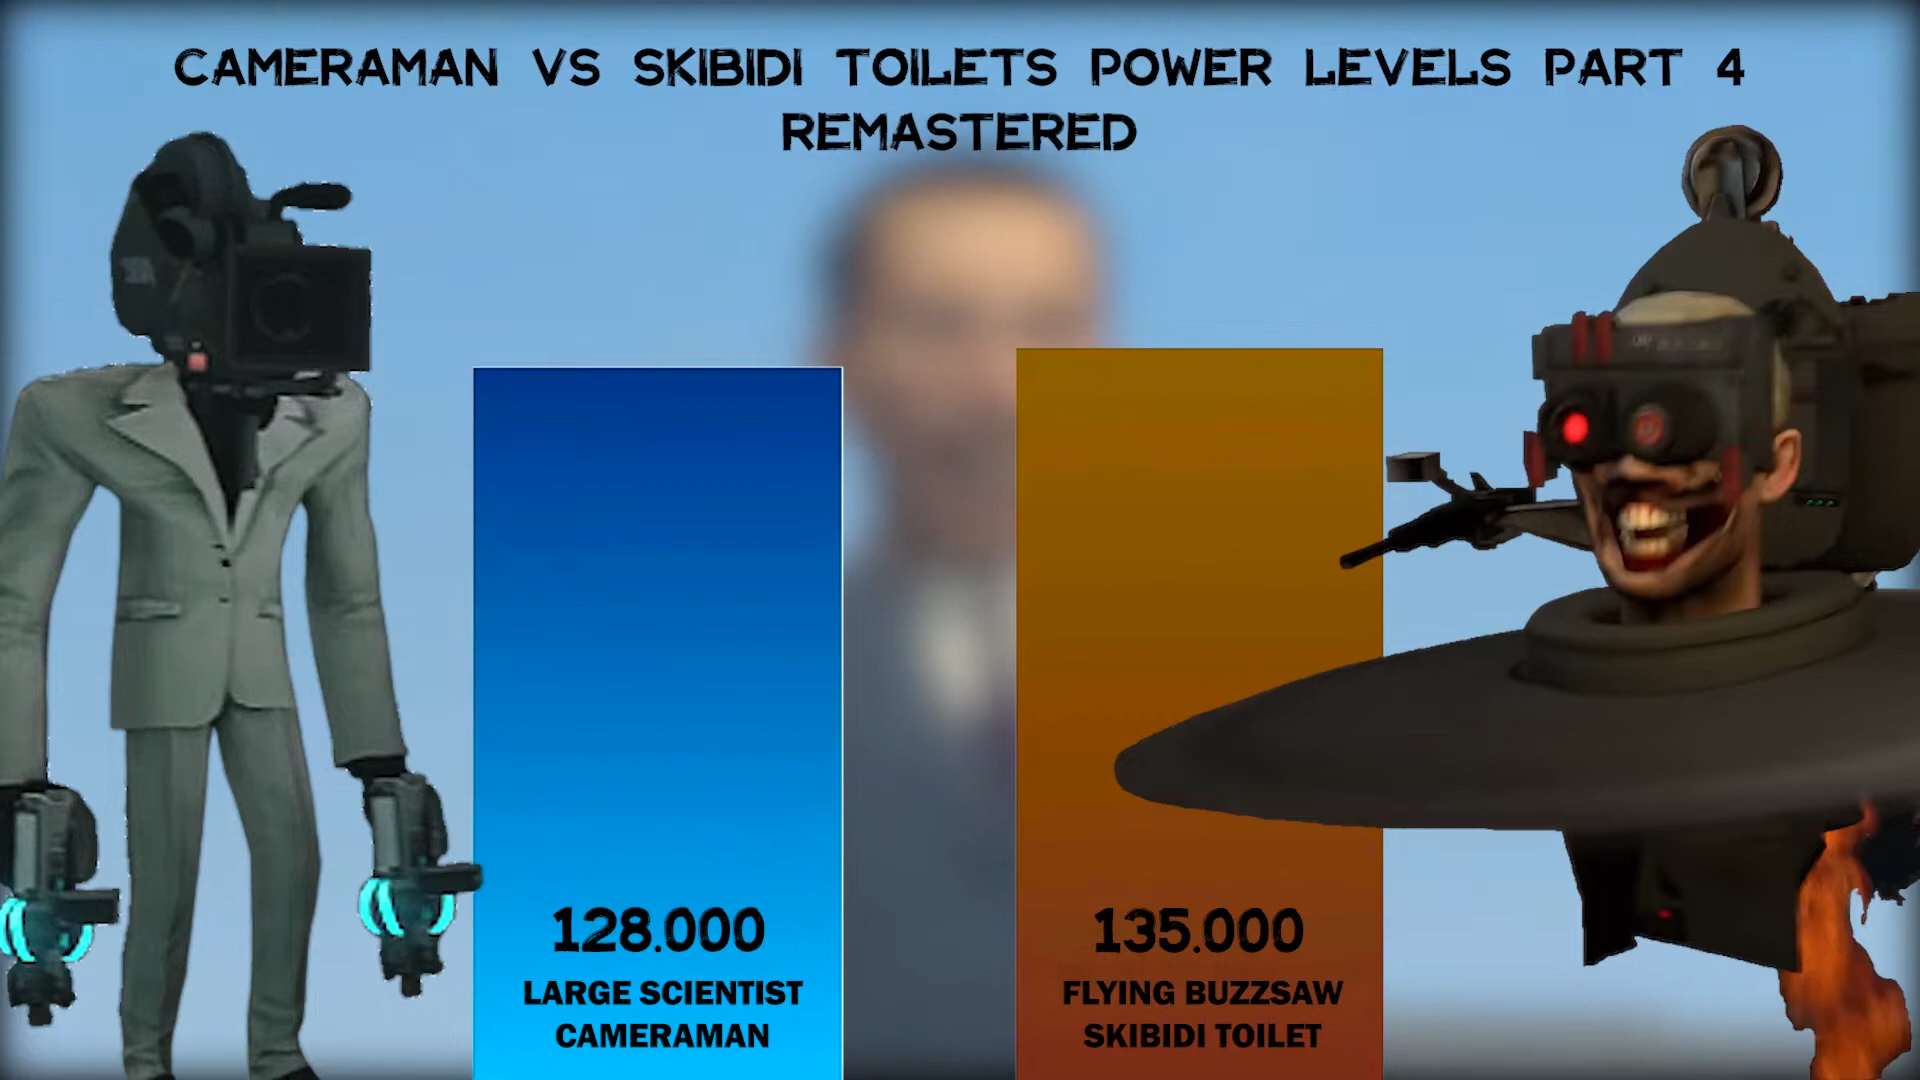 CAMERAMAN VS SKIBIDI TOILETS POWER LEVELS PART 4
REMASTERED
128.000
LARGE SCIENTIST
CAMERAMAN
135.000
FLYING BUZZSAW
SKIBIDI TOILET